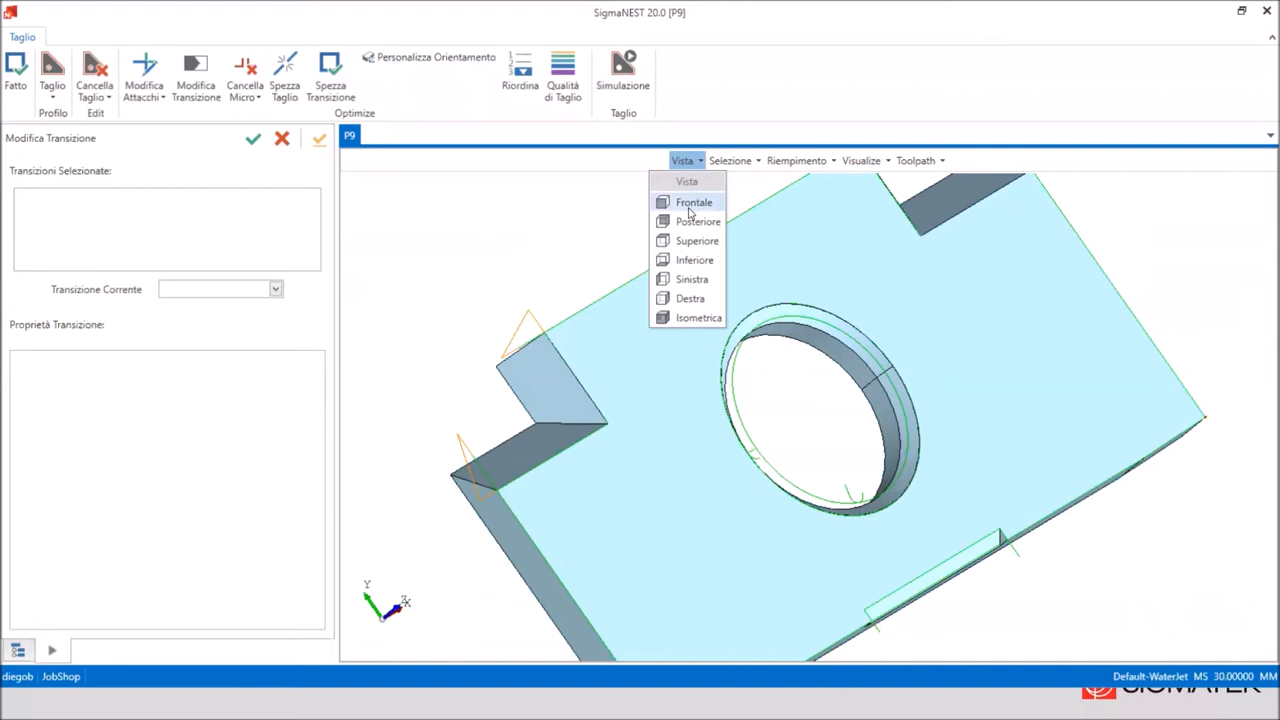 SigmaNEST 20.0 [P9]
Taglio
Fatto
Taglio
Cancella Taglio
Modifica Attacchi
Modifica Transizione
Cancella Micro
Spezza Taglio
Spezza Transizione
Personalizza Orientamento
Riordina
Qualità di Taglio
Simulazione
Profilo
Edit
Optimize
Taglio
Modifica Transizione
P9
Vista
Selezione
Riempimento
Visualize
Toolpath
Transizioni Selezionate:
Vista
Frontale
Posteriore
Superiore
Inferiore
Sinistra
Destra
Isometrica
Transizione Corrente
Proprietà Transizione:
Y
X
diegob
JobShop
Default-WaterJet MS 30.00000 MM